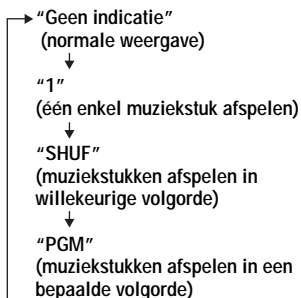 “Geen indicatie”
(normale weergave)
“1”
(één enkel muziekstuk afspelen)
“SHUF”
(muziekstukken afspelen in
willekeurige volgorde)
“PGM”
(muziekstukken afspelen in een
bepaalde volgorde)